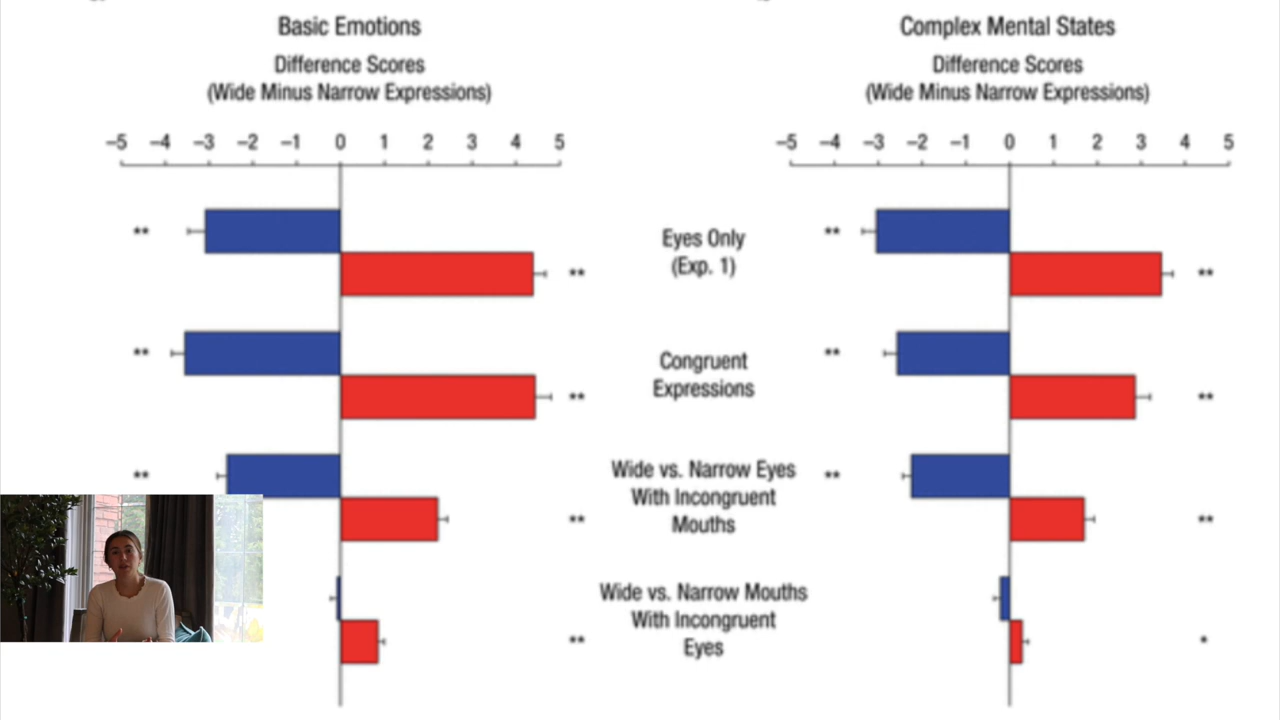 Basic Emotions
Difference Scores
(Wide Minus Narrow Expressions)
−5 −4 −3 −2 −1 0 1 2 3 4 5
Complex Mental States
Difference Scores
(Wide Minus Narrow Expressions)
−5 −4 −3 −2 −1 0 1 2 3 4 5
** ** Eyes Only
(Exp. 1)
** **
** ** Congruent
Expressions
** **
** Wide vs. Narrow Eyes **
With Incongruent
** **
Mouths
Wide vs. Narrow Mouths
With Incongruent
** *
Eyes